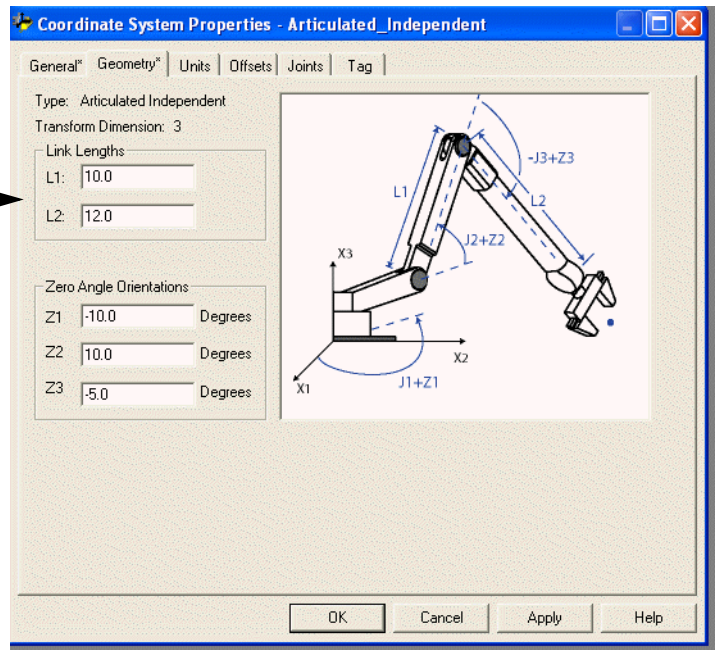 Coordinate System Properties - Articulated_Independent
General* Geometry* Units Offsets Joints Tag
Type: Articulated Independent
Transform Dimension: 3
Link Lengths
L1: 10.0
L2: 12.0
Zero Angle Orientations
Z1 -10.0 Degrees
Z2 10.0 Degrees
Z3 -5.0 Degrees
-J3+Z3
L1
L2
J2+Z2
X3
X2
X1
J1+Z1
OK Cancel Apply Help